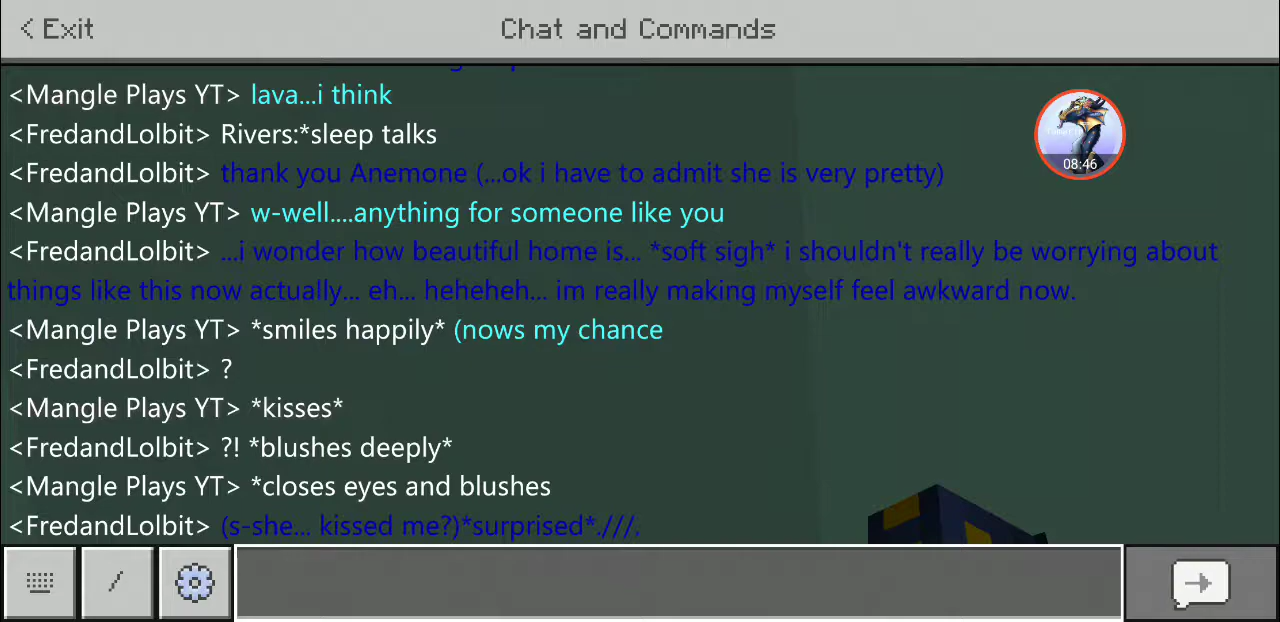 < Exit
Chat and Commands
<Mangle Plays YT> lava...i think
<FredandLolbit> Rivers:*sleep talks
<FredandLolbit> thank you Anemone (...ok i have to admit she is very pretty)
<Mangle Plays YT> w-well....anything for someone like you
<FredandLolbit> ...i wonder how beautiful home is... *soft sigh* i shouldn't really be worrying about
things like this now actually... eh... heheheh... im really making myself feel awkward now.
<Mangle Plays YT> *smiles happily* (nows my chance
<FredandLolbit> ?
<Mangle Plays YT> *kisses*
<FredandLolbit> ?! *blushes deeply*
<Mangle Plays YT> *closes eyes and blushes
<FredandLolbit> (s-she... kissed me?)*surprised*.///.
08:46
/